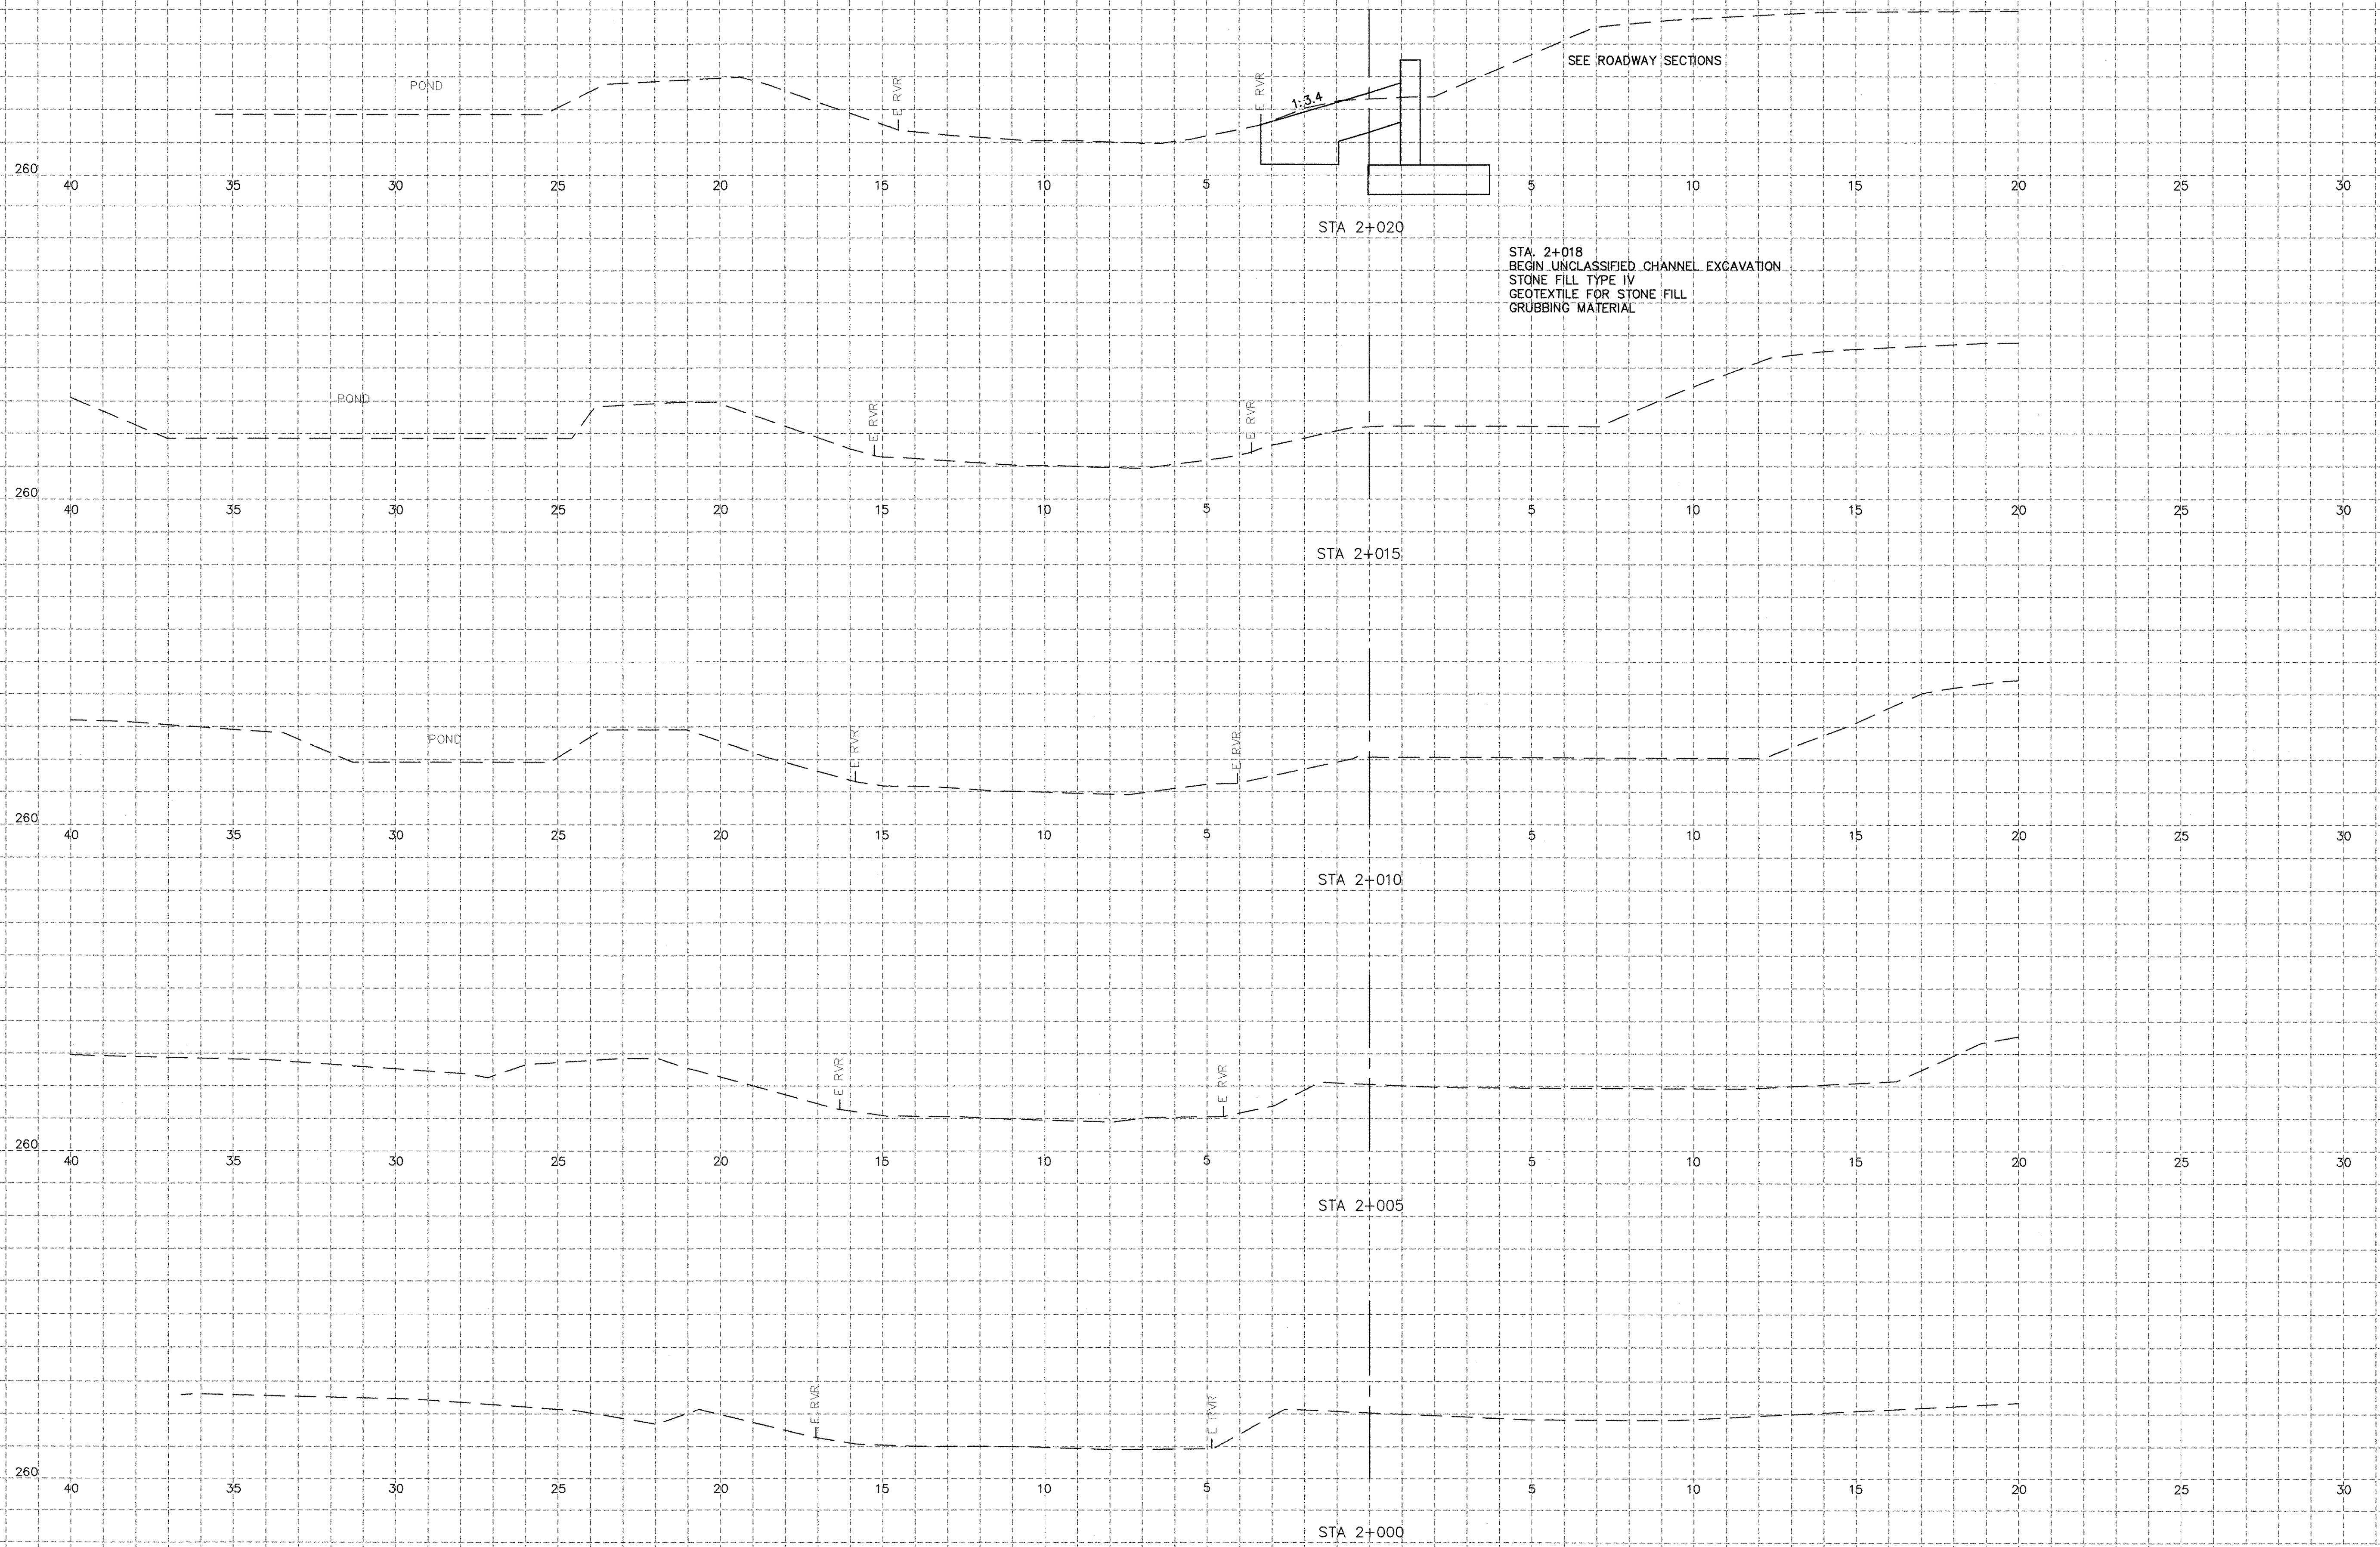 SEE ROADWAY SECTIONS
POND
E RVR
E RVR
1:3.4
260
40 35 30 25 20 15 10 5 5 10 15 20 25 30
STA 2+020
STA. 2+018
BEGIN UNCLASSIFIED CHANNEL EXCAVATION
STONE FILL TYPE IV
GEOTEXTILE FOR STONE FILL
GRUBBING MATERIAL
POND
E RVR
E RVR
260
40 35 30 25 20 15 10 5 5 10 15 20 25 30
STA 2+015
POND
E RVR
E RVR
260
40 35 30 25 20 15 10 5 5 10 15 20 25 30
STA 2+010
E RVR
E RVR
260
40 35 30 25 20 15 10 5 5 10 15 20 25 30
STA 2+005
E RVR
E RVR
260
40 35 30 25 20 15 10 5 5 10 15 20 25 30
STA 2+000